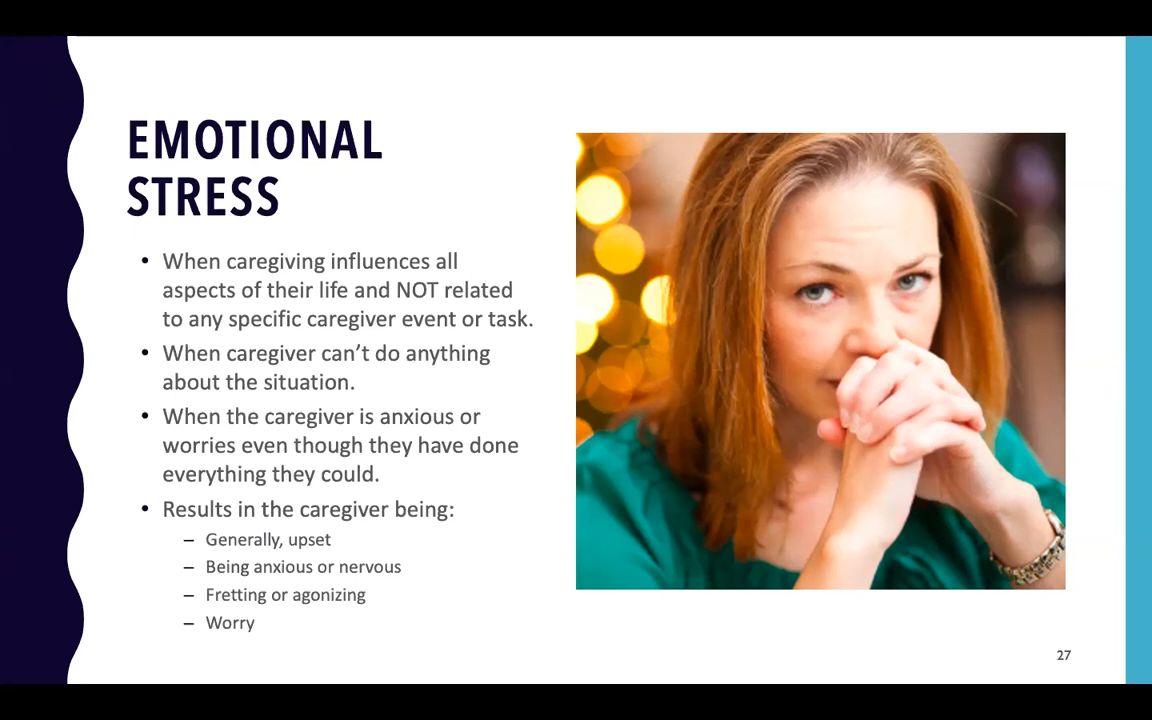 EMOTIONAL
STRESS
• When caregiving influences all
aspects of their life and NOT related
to any specific caregiver event or task.
• When caregiver can't do anything
about the situation.
• When the caregiver is anxious or
worries even though they have done
everything they could.
• Results in the caregiver being:
– Generally, upset
– Being anxious or nervous
– Fretting or agonizing
– Worry
27